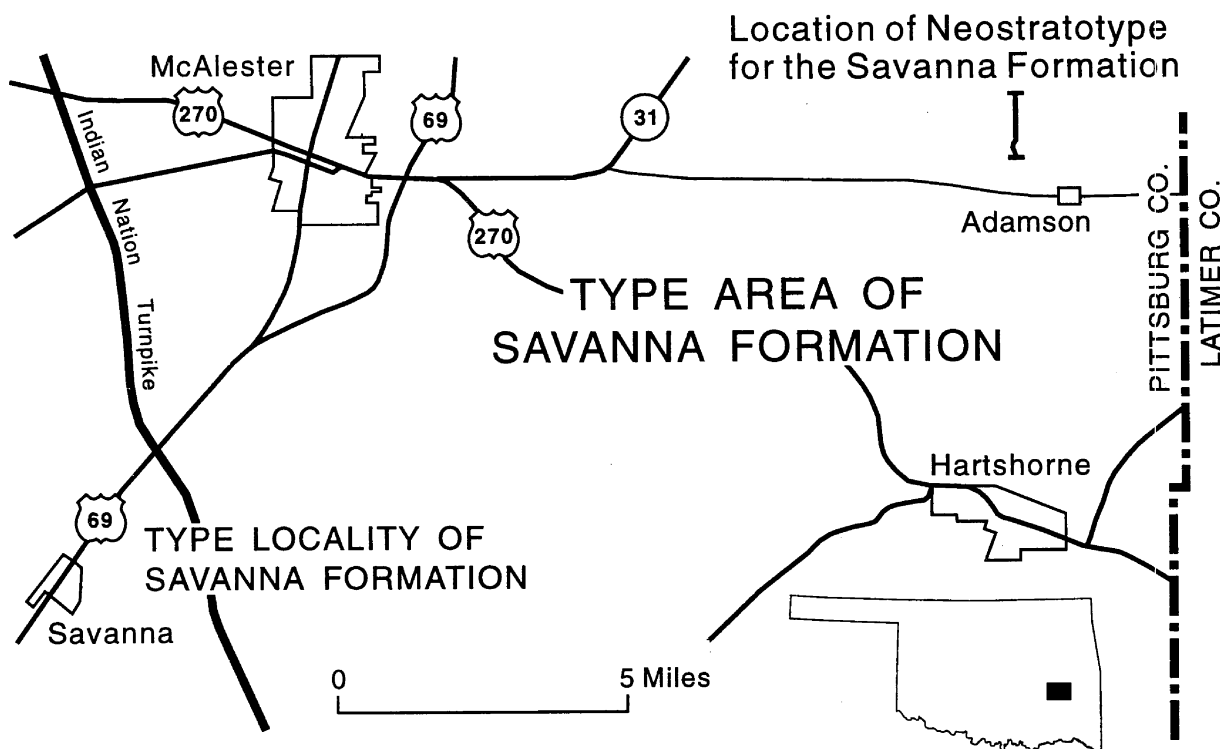 Location of Neostratotype
for the Savanna Formation
McAlester
270
69
31
Indian
Nation
Turnpike
270
Adamson
PITTSBURG CO.
LATIMER CO.
TYPE AREA OF
SAVANNA FORMATION
Hartshorne
69
TYPE LOCALITY OF
SAVANNA FORMATION
Savanna
0
5 Miles